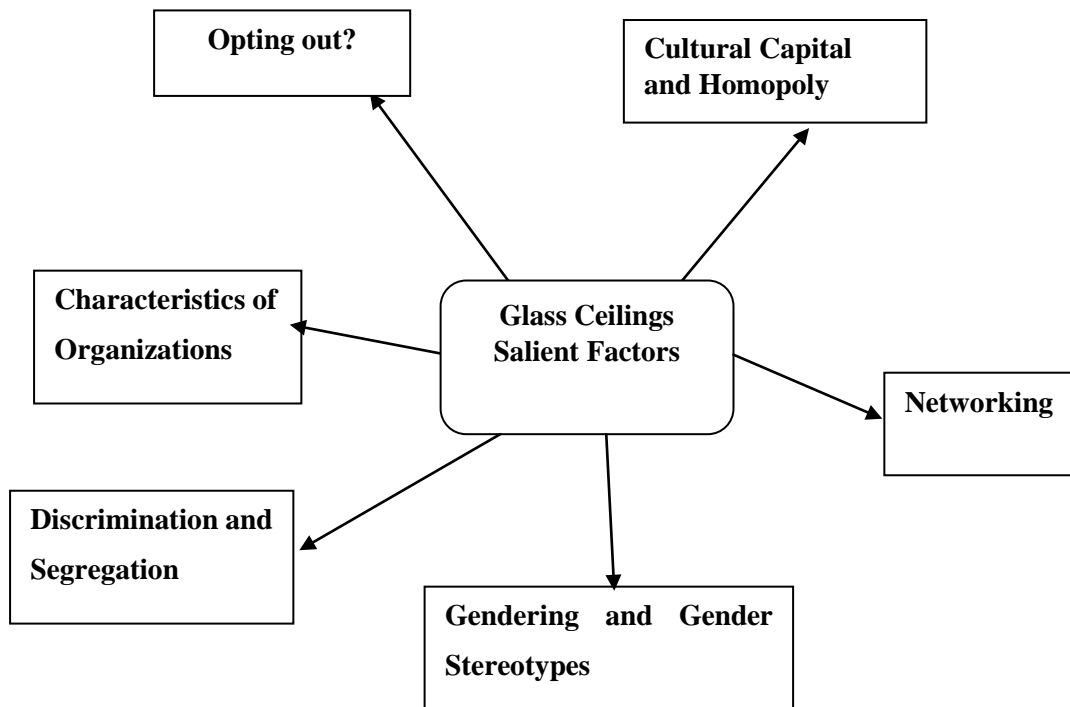 Opting out?
Cultural Capital
and Homopoly
Characteristics of
Organizations
Glass Ceilings
Salient Factors
Networking
Discrimination and
Segregation
Gendering and Gender
Stereotypes